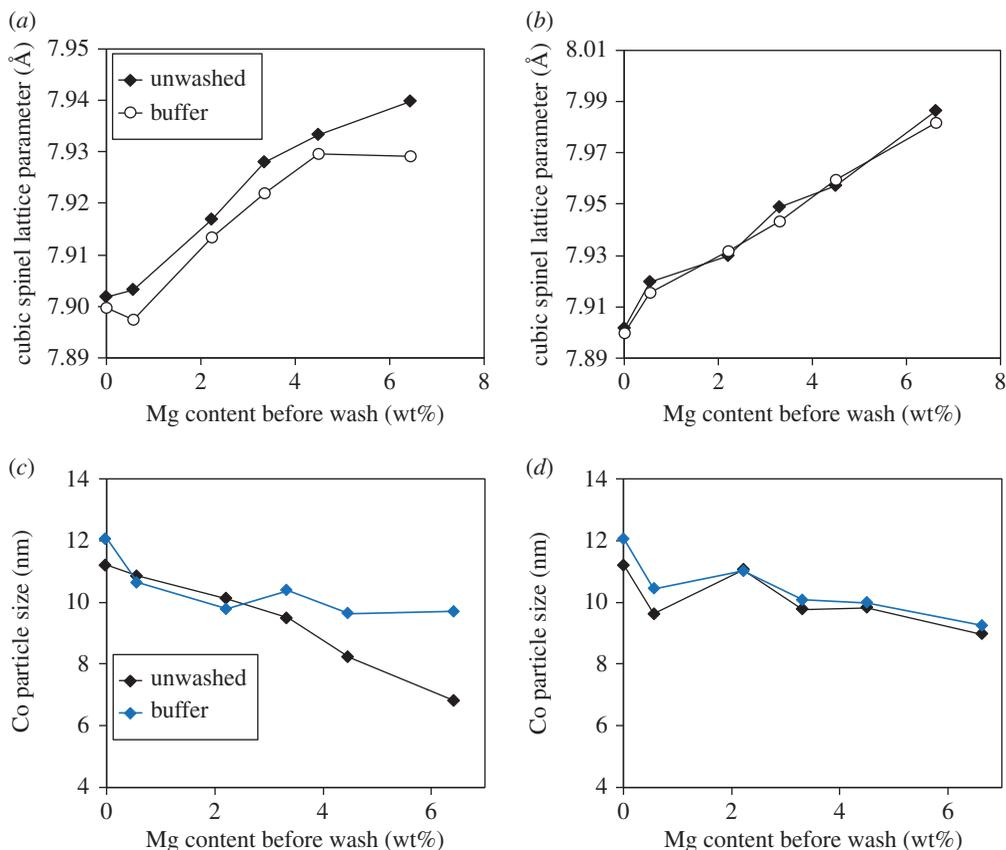 (a)
cubic spinel lattice parameter (Å)
7.95
7.94
7.93
7.92
7.91
7.90
7.89
unwashed
buffer
0 2 4 6 8
Mg content before wash (wt%)
(b)
cubic spinel lattice parameter (Å)
8.01
7.99
7.97
7.95
7.93
7.91
7.89
0 2 4 6 8
Mg content before wash (wt%)
(c)
Co particle size (nm)
14
12
10
8
6
4
unwashed
buffer
0 2 4 6
Mg content before wash (wt%)
(d)
Co particle size (nm)
14
12
10
8
6
4
0 2 4 6
Mg content before wash (wt%)